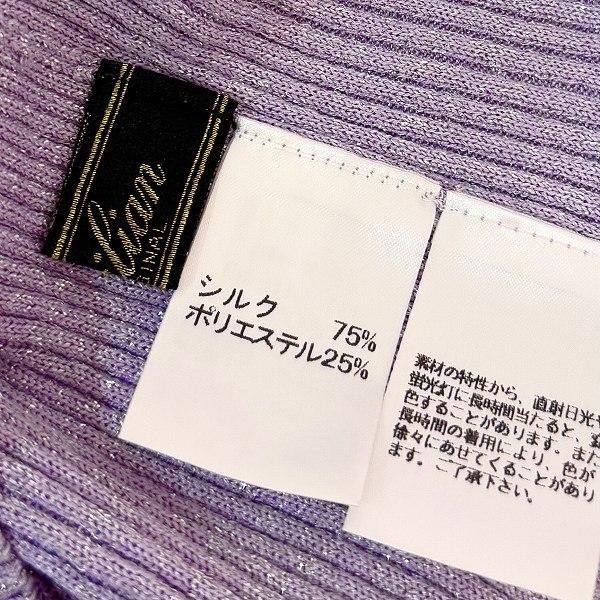 lian
GINAL
シルク 75%
ポリエステル25%
素材の特性から、直射日光や
蛍光灯に長時間当たると、変
色することがあります。また
長時間の着用により、色が
徐々にあせてくることがあり
ます。ご了承下さい。